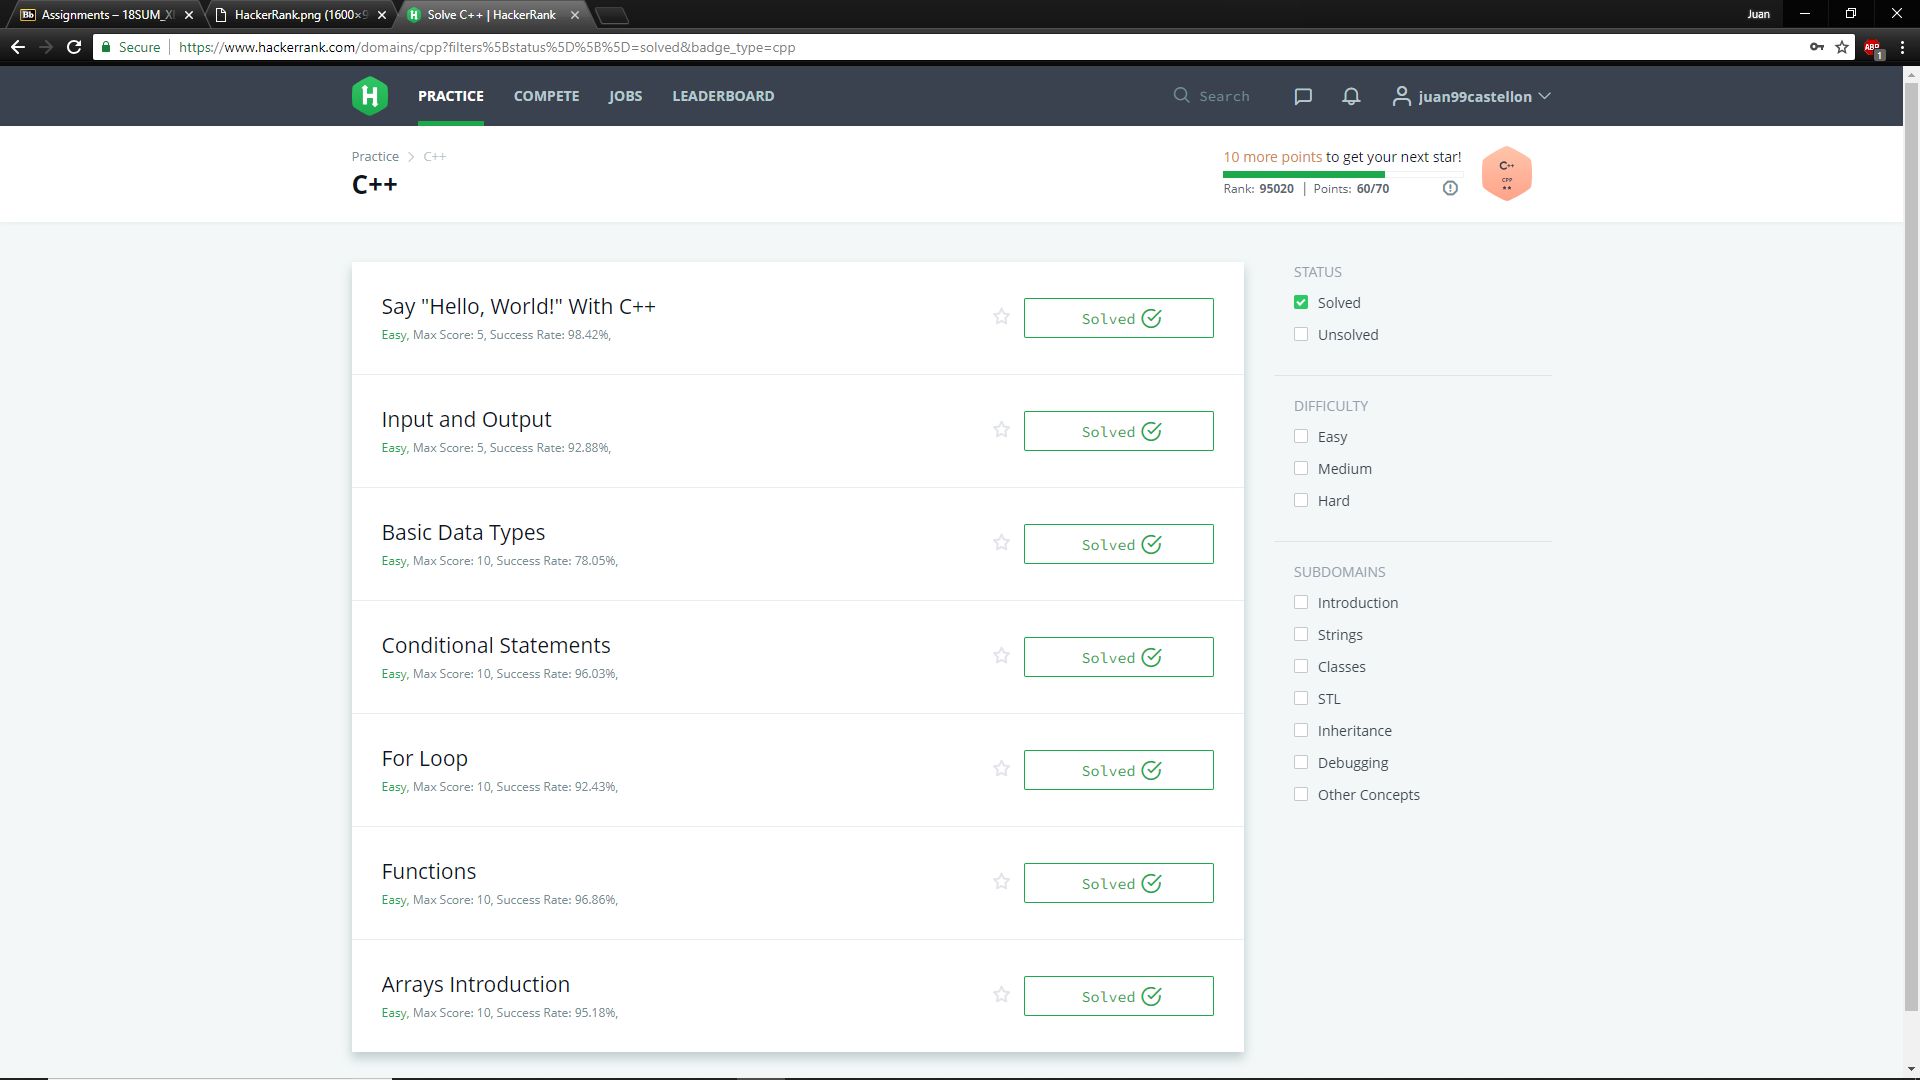 Assignments – 18SUM_X
HackerRank.png (1600×9
Solve C++ | HackerRank
Juan
Secure
https://www.hackerrank.com/domains/cpp?filters%5Bstatus%5D%5B%5D=solved&badge_type=cpp
PRACTICE COMPETE JOBS LEADERBOARD
Search
juan99castellon
Practice > C++
C++
10 more points to get your next star!
Rank: 95020 | Points: 60/70
C++
CPP
Say "Hello, World!" With C++
Easy, Max Score: 5, Success Rate: 98.42%,
Solved
Input and Output
Easy, Max Score: 5, Success Rate: 92.88%,
Solved
Basic Data Types
Easy, Max Score: 10, Success Rate: 78.05%,
Solved
Conditional Statements
Easy, Max Score: 10, Success Rate: 96.03%,
Solved
For Loop
Easy, Max Score: 10, Success Rate: 92.43%,
Solved
Functions
Easy, Max Score: 10, Success Rate: 96.86%,
Solved
Arrays Introduction
Easy, Max Score: 10, Success Rate: 95.18%,
Solved
STATUS
Solved
Unsolved
DIFFICULTY
Easy
Medium
Hard
SUBDOMAINS
Introduction
Strings
Classes
STL
Inheritance
Debugging
Other Concepts